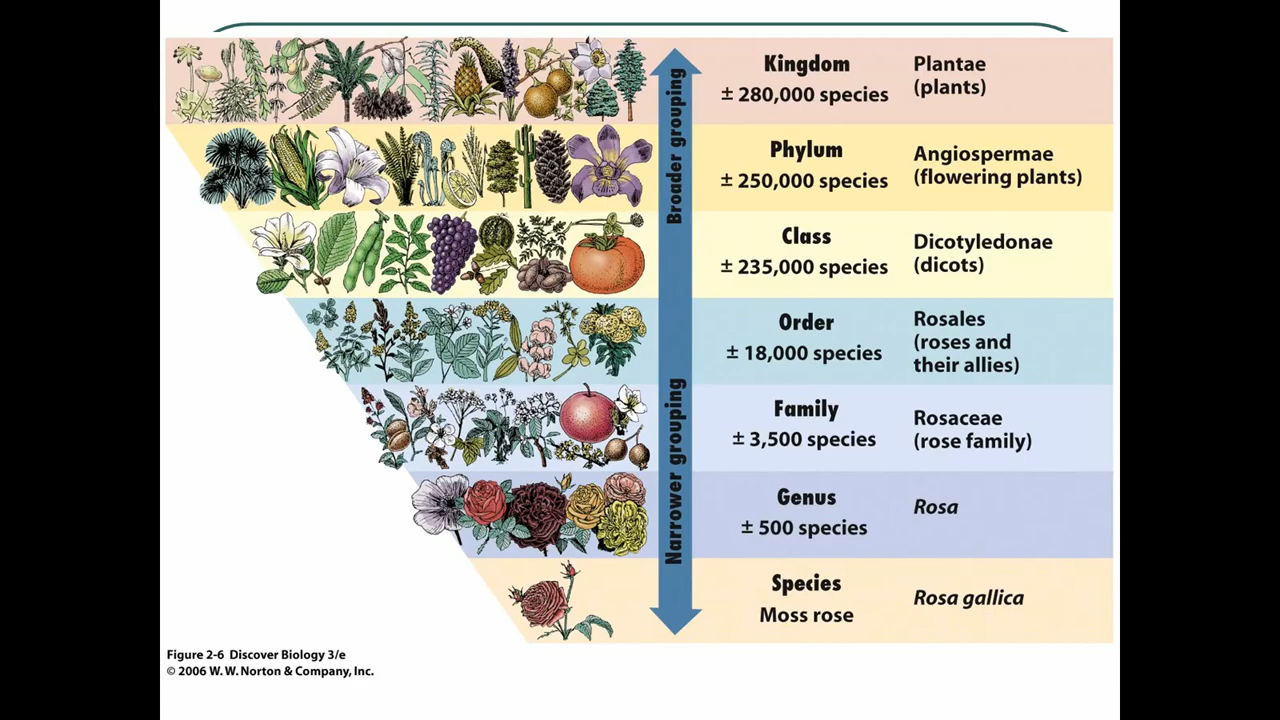 Kingdom
± 280,000 species
Plantae
(plants)
Phylum
± 250,000 species
Angiospermae
(flowering plants)
Class
± 235,000 species
Dicotyledonae
(dicots)
Order
± 18,000 species
Rosales
(roses and
their allies)
Family
± 3,500 species
Rosaceae
(rose family)
Genus
± 500 species
Rosa
Species
Moss rose
Rosa gallica
Broader grouping
Narrower grouping
Figure 2-6 Discover Biology 3/e
© 2006 W. W. Norton & Company, Inc.